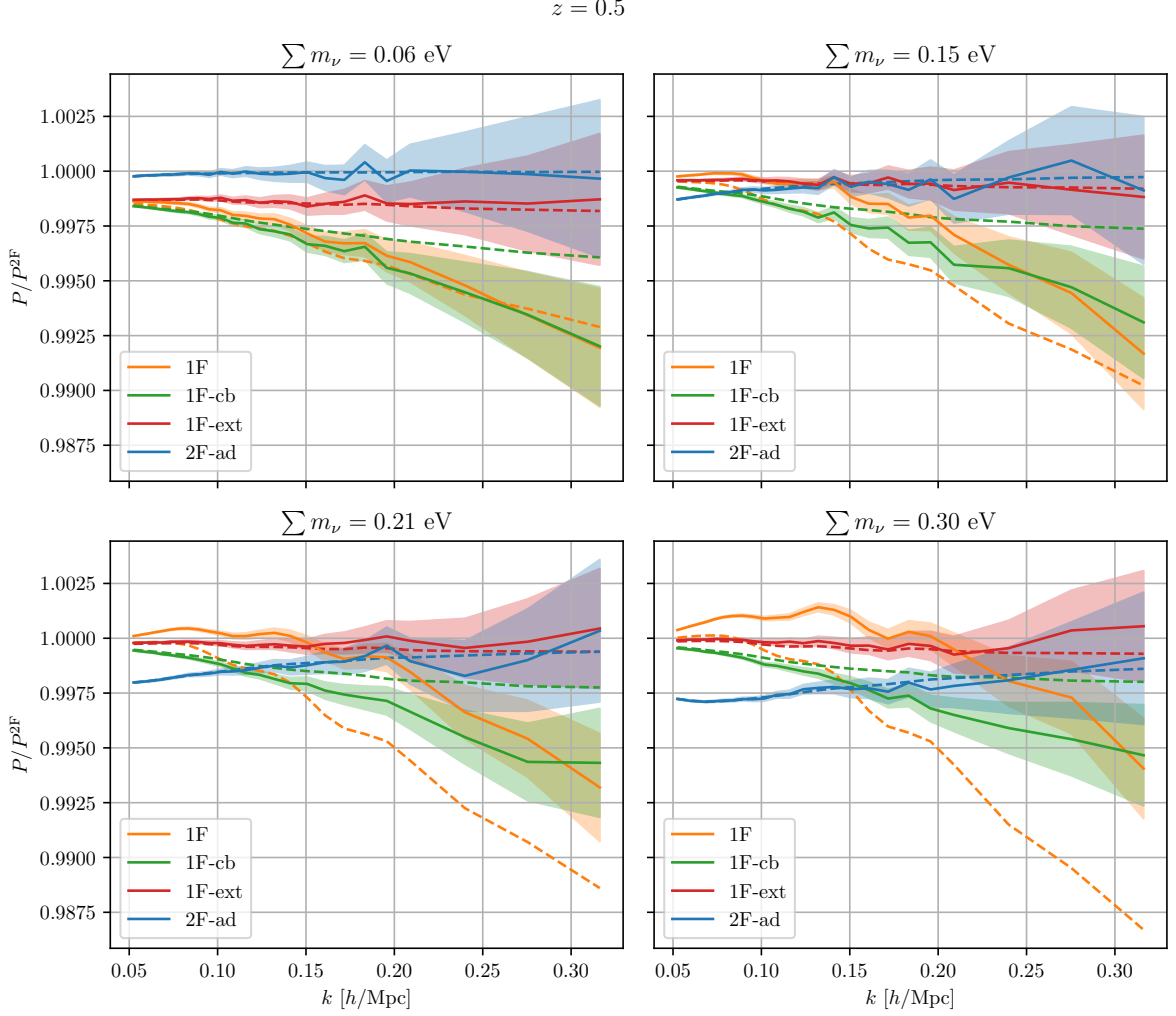 z = 0.5
∑ m_ν = 0.06 eV
∑ m_ν = 0.15 eV
1.0025
1.0000
0.9975
0.9950
0.9925
0.9900
0.9875
P/P^{2F}
1F
1F-cb
1F-ext
2F-ad
1F
1F-cb
1F-ext
2F-ad
∑ m_ν = 0.21 eV
∑ m_ν = 0.30 eV
1.0025
1.0000
0.9975
0.9950
0.9925
0.9900
0.9875
P/P^{2F}
1F
1F-cb
1F-ext
2F-ad
1F
1F-cb
1F-ext
2F-ad
0.05 0.10 0.15 0.20 0.25 0.30
0.05 0.10 0.15 0.20 0.25 0.30
k [h/Mpc]
k [h/Mpc]